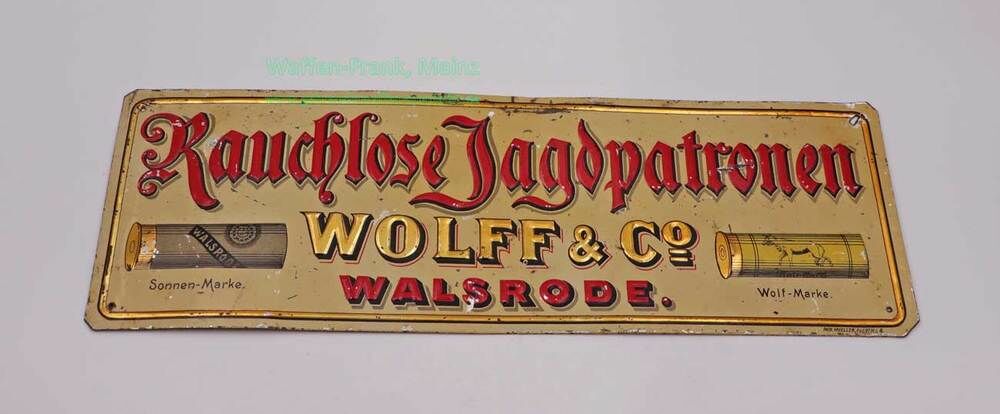 Waffen-Frank, Mainz
Rauchlose Jagdpatronen
WOLFF & Cº
WALSRODE.
WALSRODE
Sonnen-Marke.
Wolf-Marke.